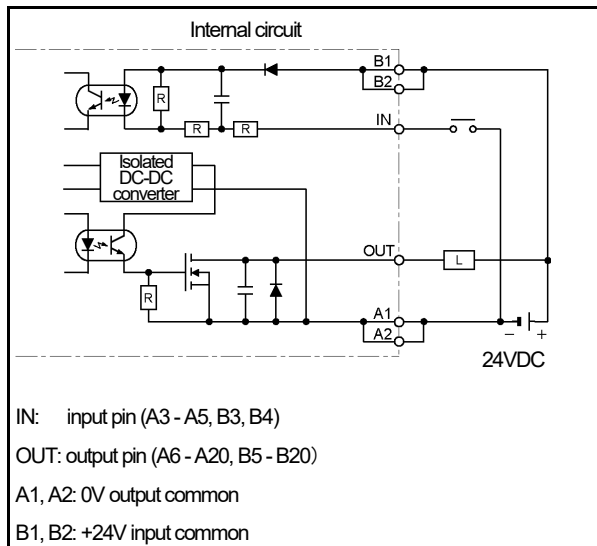 Internal circuit
B1
B2
R
IN
R
R
Isolated
DC-DC
converter
OUT
L
R
A1
A2
− +
24VDC
IN: input pin (A3 - A5, B3, B4)
OUT: output pin (A6 - A20, B5 - B20）
A1, A2: 0V output common
B1, B2: +24V input common